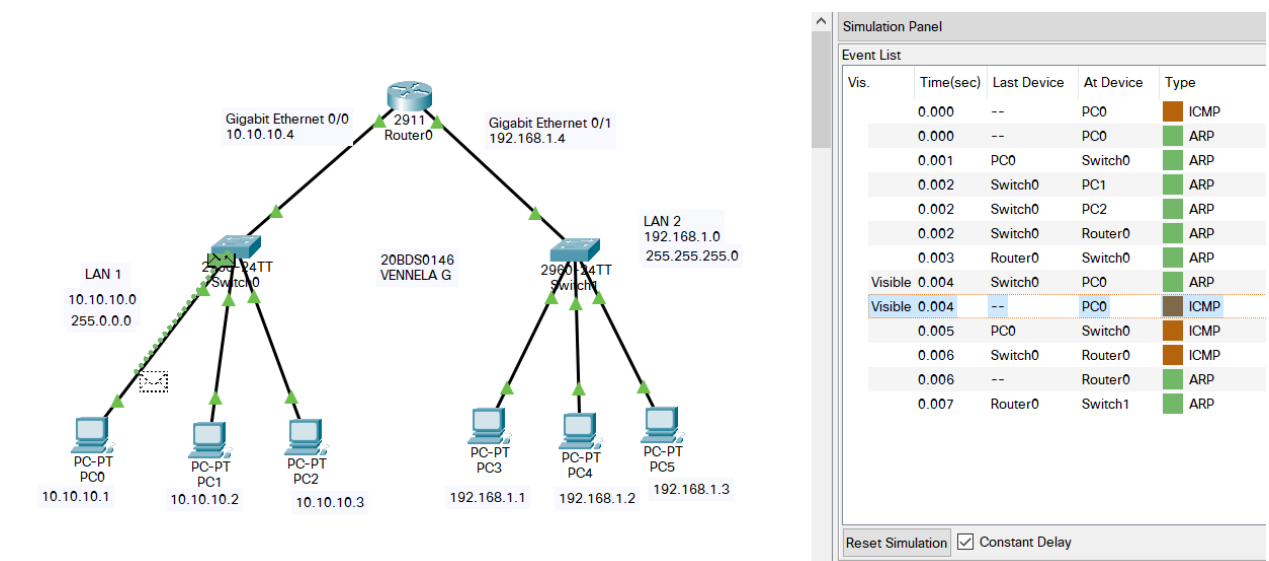 Gigabit Ethernet 0/0
10.10.10.4
2911
Router0
Gigabit Ethernet 0/1
192.168.1.4
LAN 1
10.10.10.0
255.0.0.0
2960-24TT
Switch0
20BDS0146
VENNELA G
2960-24TT
Switch1
LAN 2
192.168.1.0
255.255.255.0
PC-PT
PC0
10.10.10.1
PC-PT
PC1
10.10.10.2
PC-PT
PC2
10.10.10.3
PC-PT
PC3
192.168.1.1
PC-PT
PC4
192.168.1.2
PC-PT
PC5
192.168.1.3
Simulation Panel
Event List
Vis. Time(sec) Last Device At Device Type
0.000 -- PC0 ICMP
0.000 -- PC0 ARP
0.001 PC0 Switch0 ARP
0.002 Switch0 PC1 ARP
0.002 Switch0 PC2 ARP
0.002 Switch0 Router0 ARP
0.003 Router0 Switch0 ARP
Visible 0.004 Switch0 PC0 ARP
Visible 0.004 -- PC0 ICMP
0.005 PC0 Switch0 ICMP
0.006 Switch0 Router0 ICMP
0.006 -- Router0 ARP
0.007 Router0 Switch1 ARP
Reset Simulation Constant Delay